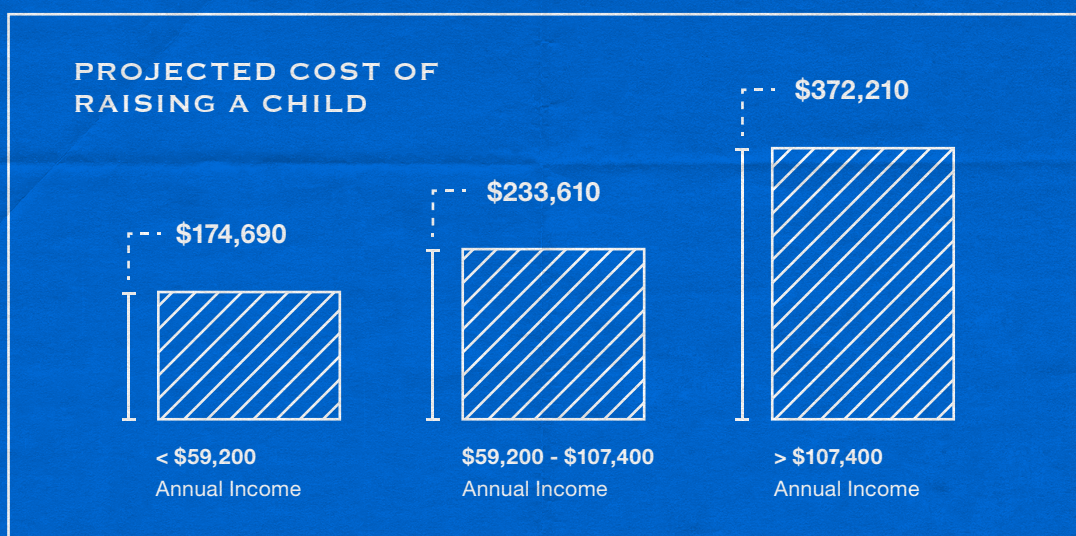 PROJECTED COST OF
RAISING A CHILD
$174,690
$233,610
$372,210
< $59,200
Annual Income
$59,200 - $107,400
Annual Income
> $107,400
Annual Income